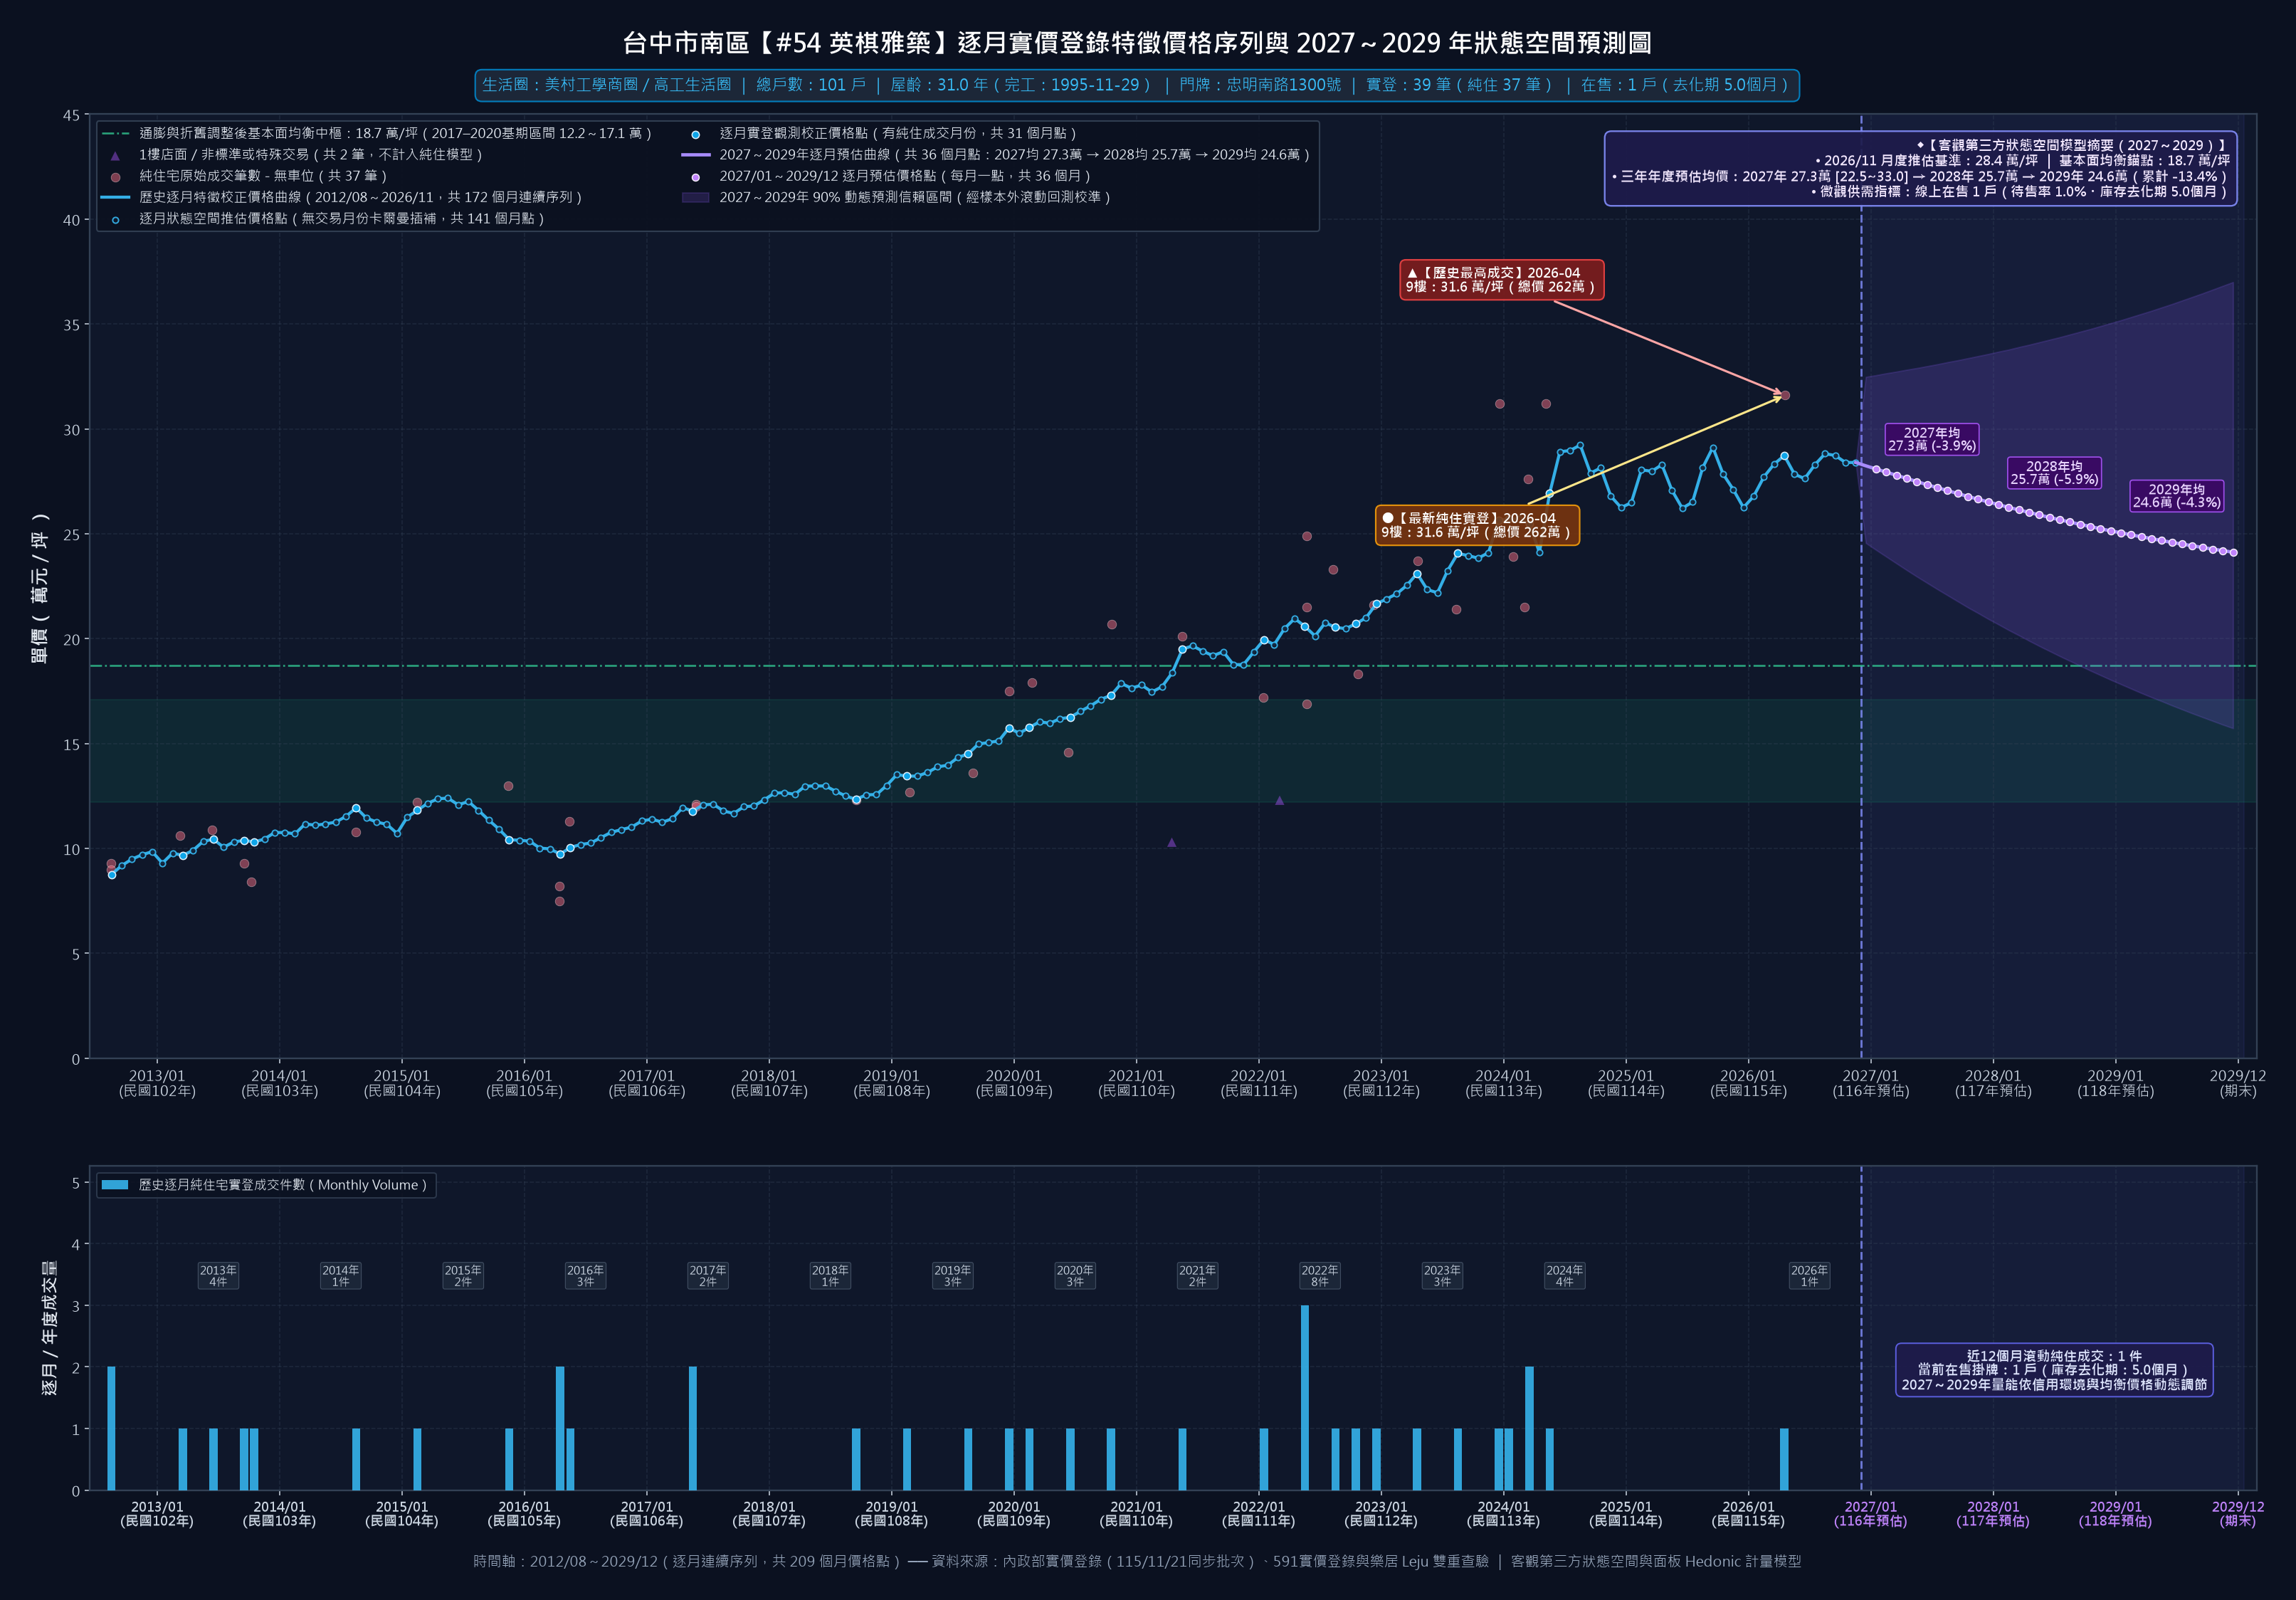 台中市南區【#54 英棋雅築】逐月實價登錄特徵價格序列與 2027～2029 年狀態空間預測圖
生活圈：美村工學商圈 / 高工生活圈 ｜ 總戶數：101 戶 ｜ 屋齡：31.0 年（完工：1995-11-29） ｜ 門牌：忠明南路1300號 ｜ 實登：39 筆（純住 37 筆） ｜ 在售：1 戶（去化期 5.0個月）
通膨與折舊調整後基本面均衡中樞：18.7 萬/坪（2017–2020基期區間 12.2～17.1 萬）
1樓店面 / 非標準或特殊交易（共 2 筆，不計入純住模型）
純住宅原始成交筆數 - 無車位（共 37 筆）
歷史逐月特徵校正價格曲線（2012/08～2026/11，共 172 個月連續序列）
逐月狀態空間推估價格點（無交易月份卡爾曼插補，共 141 個月點）
逐月實登觀測校正價格點（有純住成交月份，共 31 個月點）
2027～2029年逐月預估曲線（共 36 個月點：2027均 27.3萬 → 2028均 25.7萬 → 2029均 24.6萬）
2027/01～2029/12 逐月預估價格點（每月一點，共 36 個月）
2027～2029年 90% 動態預測信賴區間（經樣本外滾動回測校準）
◆【客觀第三方狀態空間模型摘要（2027～2029）】
• 2026/11 月度推估基準：28.4 萬/坪 ｜ 基本面均衡錨點：18.7 萬/坪
• 三年年度預估均價：2027年 27.3萬 [22.5~33.0] → 2028年 25.7萬 → 2029年 24.6萬（累計 -13.4%）
• 微觀供需指標：線上在售 1 戶（待售率 1.0%・庫存去化期 5.0個月）
▲【歷史最高成交】2026-04
9樓：31.6 萬/坪（總價 262萬）
●【最新純住實登】2026-04
9樓：31.6 萬/坪（總價 262萬）
2027年均
27.3萬 (-3.9%)
2028年均
25.7萬 (-5.9%)
2029年均
24.6萬 (-4.3%)
單價（萬元 / 坪）
45
40
35
30
25
20
15
10
5
0
2013/01
(民國102年)
2014/01
(民國103年)
2015/01
(民國104年)
2016/01
(民國105年)
2017/01
(民國106年)
2018/01
(民國107年)
2019/01
(民國108年)
2020/01
(民國109年)
2021/01
(民國110年)
2022/01
(民國111年)
2023/01
(民國112年)
2024/01
(民國113年)
2025/01
(民國114年)
2026/01
(民國115年)
2027/01
(116年預估)
2028/01
(117年預估)
2029/01
(118年預估)
2029/12
(期末)
歷史逐月純住宅實登成交件數（Monthly Volume）
逐月 / 年度成交量
5
4
3
2
1
0
2013年
4件
2014年
1件
2015年
2件
2016年
3件
2017年
2件
2018年
1件
2019年
3件
2020年
3件
2021年
2件
2022年
8件
2023年
3件
2024年
4件
2026年
1件
近12個月滾動純住成交：1 件
當前在售掛牌：1 戶（庫存去化期：5.0個月）
2027～2029年量能依信用環境與均衡價格動態調節
2013/01
(民國102年)
2014/01
(民國103年)
2015/01
(民國104年)
2016/01
(民國105年)
2017/01
(民國106年)
2018/01
(民國107年)
2019/01
(民國108年)
2020/01
(民國109年)
2021/01
(民國110年)
2022/01
(民國111年)
2023/01
(民國112年)
2024/01
(民國113年)
2025/01
(民國114年)
2026/01
(民國115年)
2027/01
(116年預估)
2028/01
(117年預估)
2029/01
(118年預估)
2029/12
(期末)
時間軸：2012/08～2029/12（逐月連續序列，共 209 個月價格點） ── 資料來源：內政部實價登錄（115/11/21同步批次）、591實價登錄與樂居 Leju 雙重查驗 ｜ 客觀第三方狀態空間與面板 Hedonic 計量模型